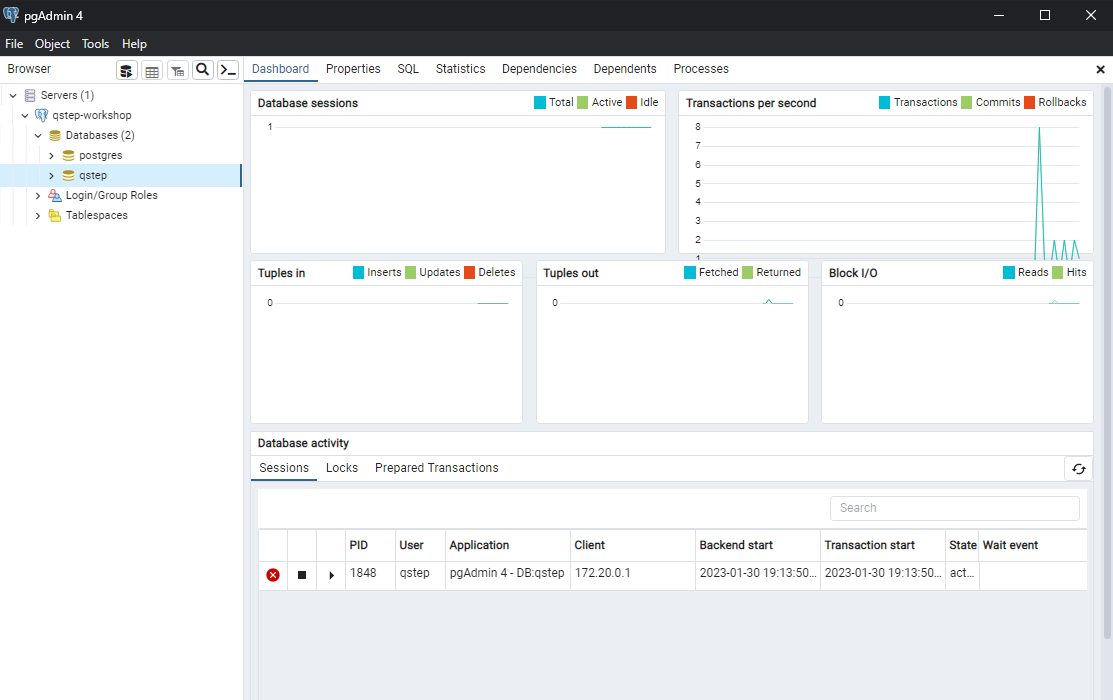 pgAdmin 4
File Object Tools Help
Browser
Dashboard Properties SQL Statistics Dependencies Dependents Processes
Servers (1)
qstep-workshop
Databases (2)
postgres
qstep
Login/Group Roles
Tablespaces
Database sessions Total Active Idle
1
Transactions per second Transactions Commits Rollbacks
8
7
6
5
4
3
2
1
Tuples in Inserts Updates Deletes
0
Tuples out Fetched Returned
0
Block I/O Reads Hits
0
Database activity
Sessions Locks Prepared Transactions
Search
PID User Application Client Backend start Transaction start State Wait event
1848 qstep pgAdmin 4 - DB:qstep 172.20.0.1 2023-01-30 19:13:50... 2023-01-30 19:13:50... act...